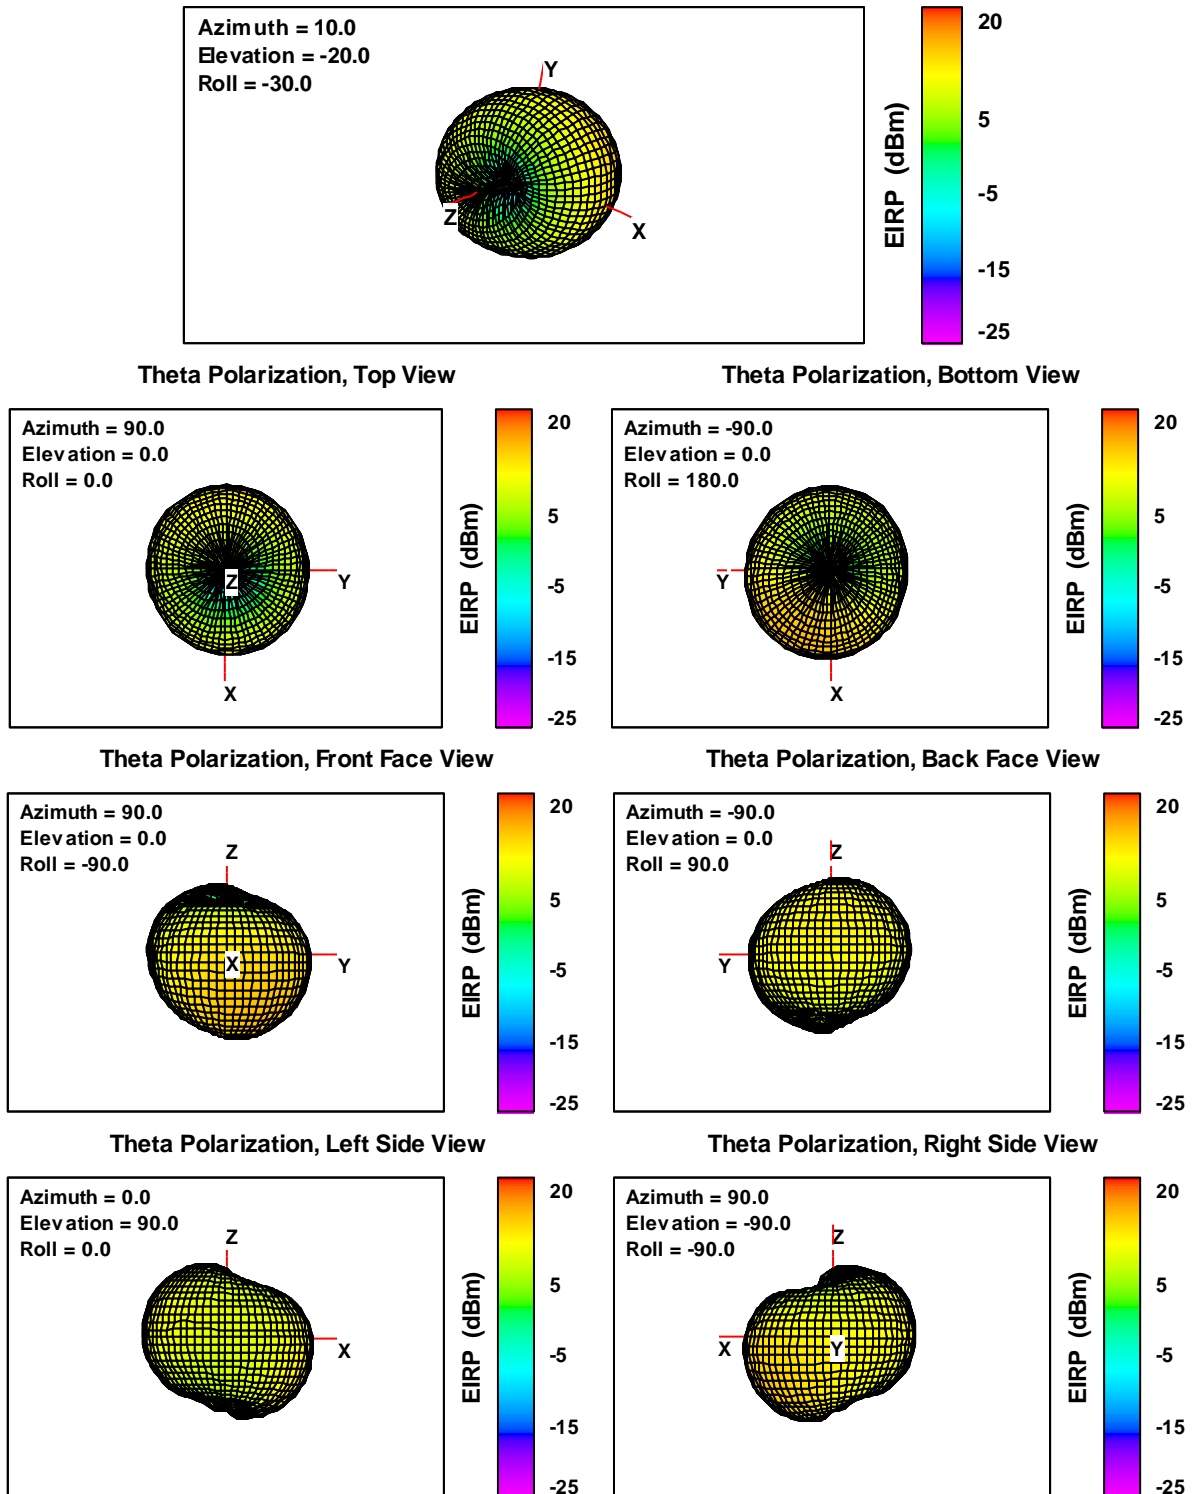 Azimuth = 10.0
Elevation = -20.0
Roll = -30.0
Y
Z
X
EIRP (dBm)
20
5
-5
-15
-25
Theta Polarization, Top View
Azimuth = 90.0
Elevation = 0.0
Roll = 0.0
Z
Y
X
EIRP (dBm)
20
5
-5
-15
-25
Theta Polarization, Bottom View
Azimuth = -90.0
Elevation = 0.0
Roll = 180.0
Y
X
EIRP (dBm)
20
5
-5
-15
-25
Theta Polarization, Front Face View
Azimuth = 90.0
Elevation = 0.0
Roll = -90.0
Z
X
Y
EIRP (dBm)
20
5
-5
-15
-25
Theta Polarization, Back Face View
Azimuth = -90.0
Elevation = 0.0
Roll = 90.0
Z
Y
EIRP (dBm)
20
5
-5
-15
-25
Theta Polarization, Left Side View
Azimuth = 0.0
Elevation = 90.0
Roll = 0.0
Z
X
EIRP (dBm)
20
5
-5
-15
-25
Theta Polarization, Right Side View
Azimuth = 90.0
Elevation = -90.0
Roll = -90.0
Z
X
Y
EIRP (dBm)
20
5
-5
-15
-25